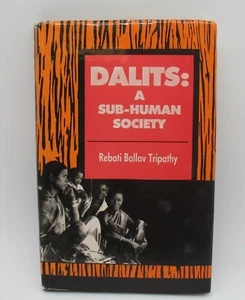 DALITS:
A
SUB-HUMAN
SOCIETY
Rebati Ballav Tripathy